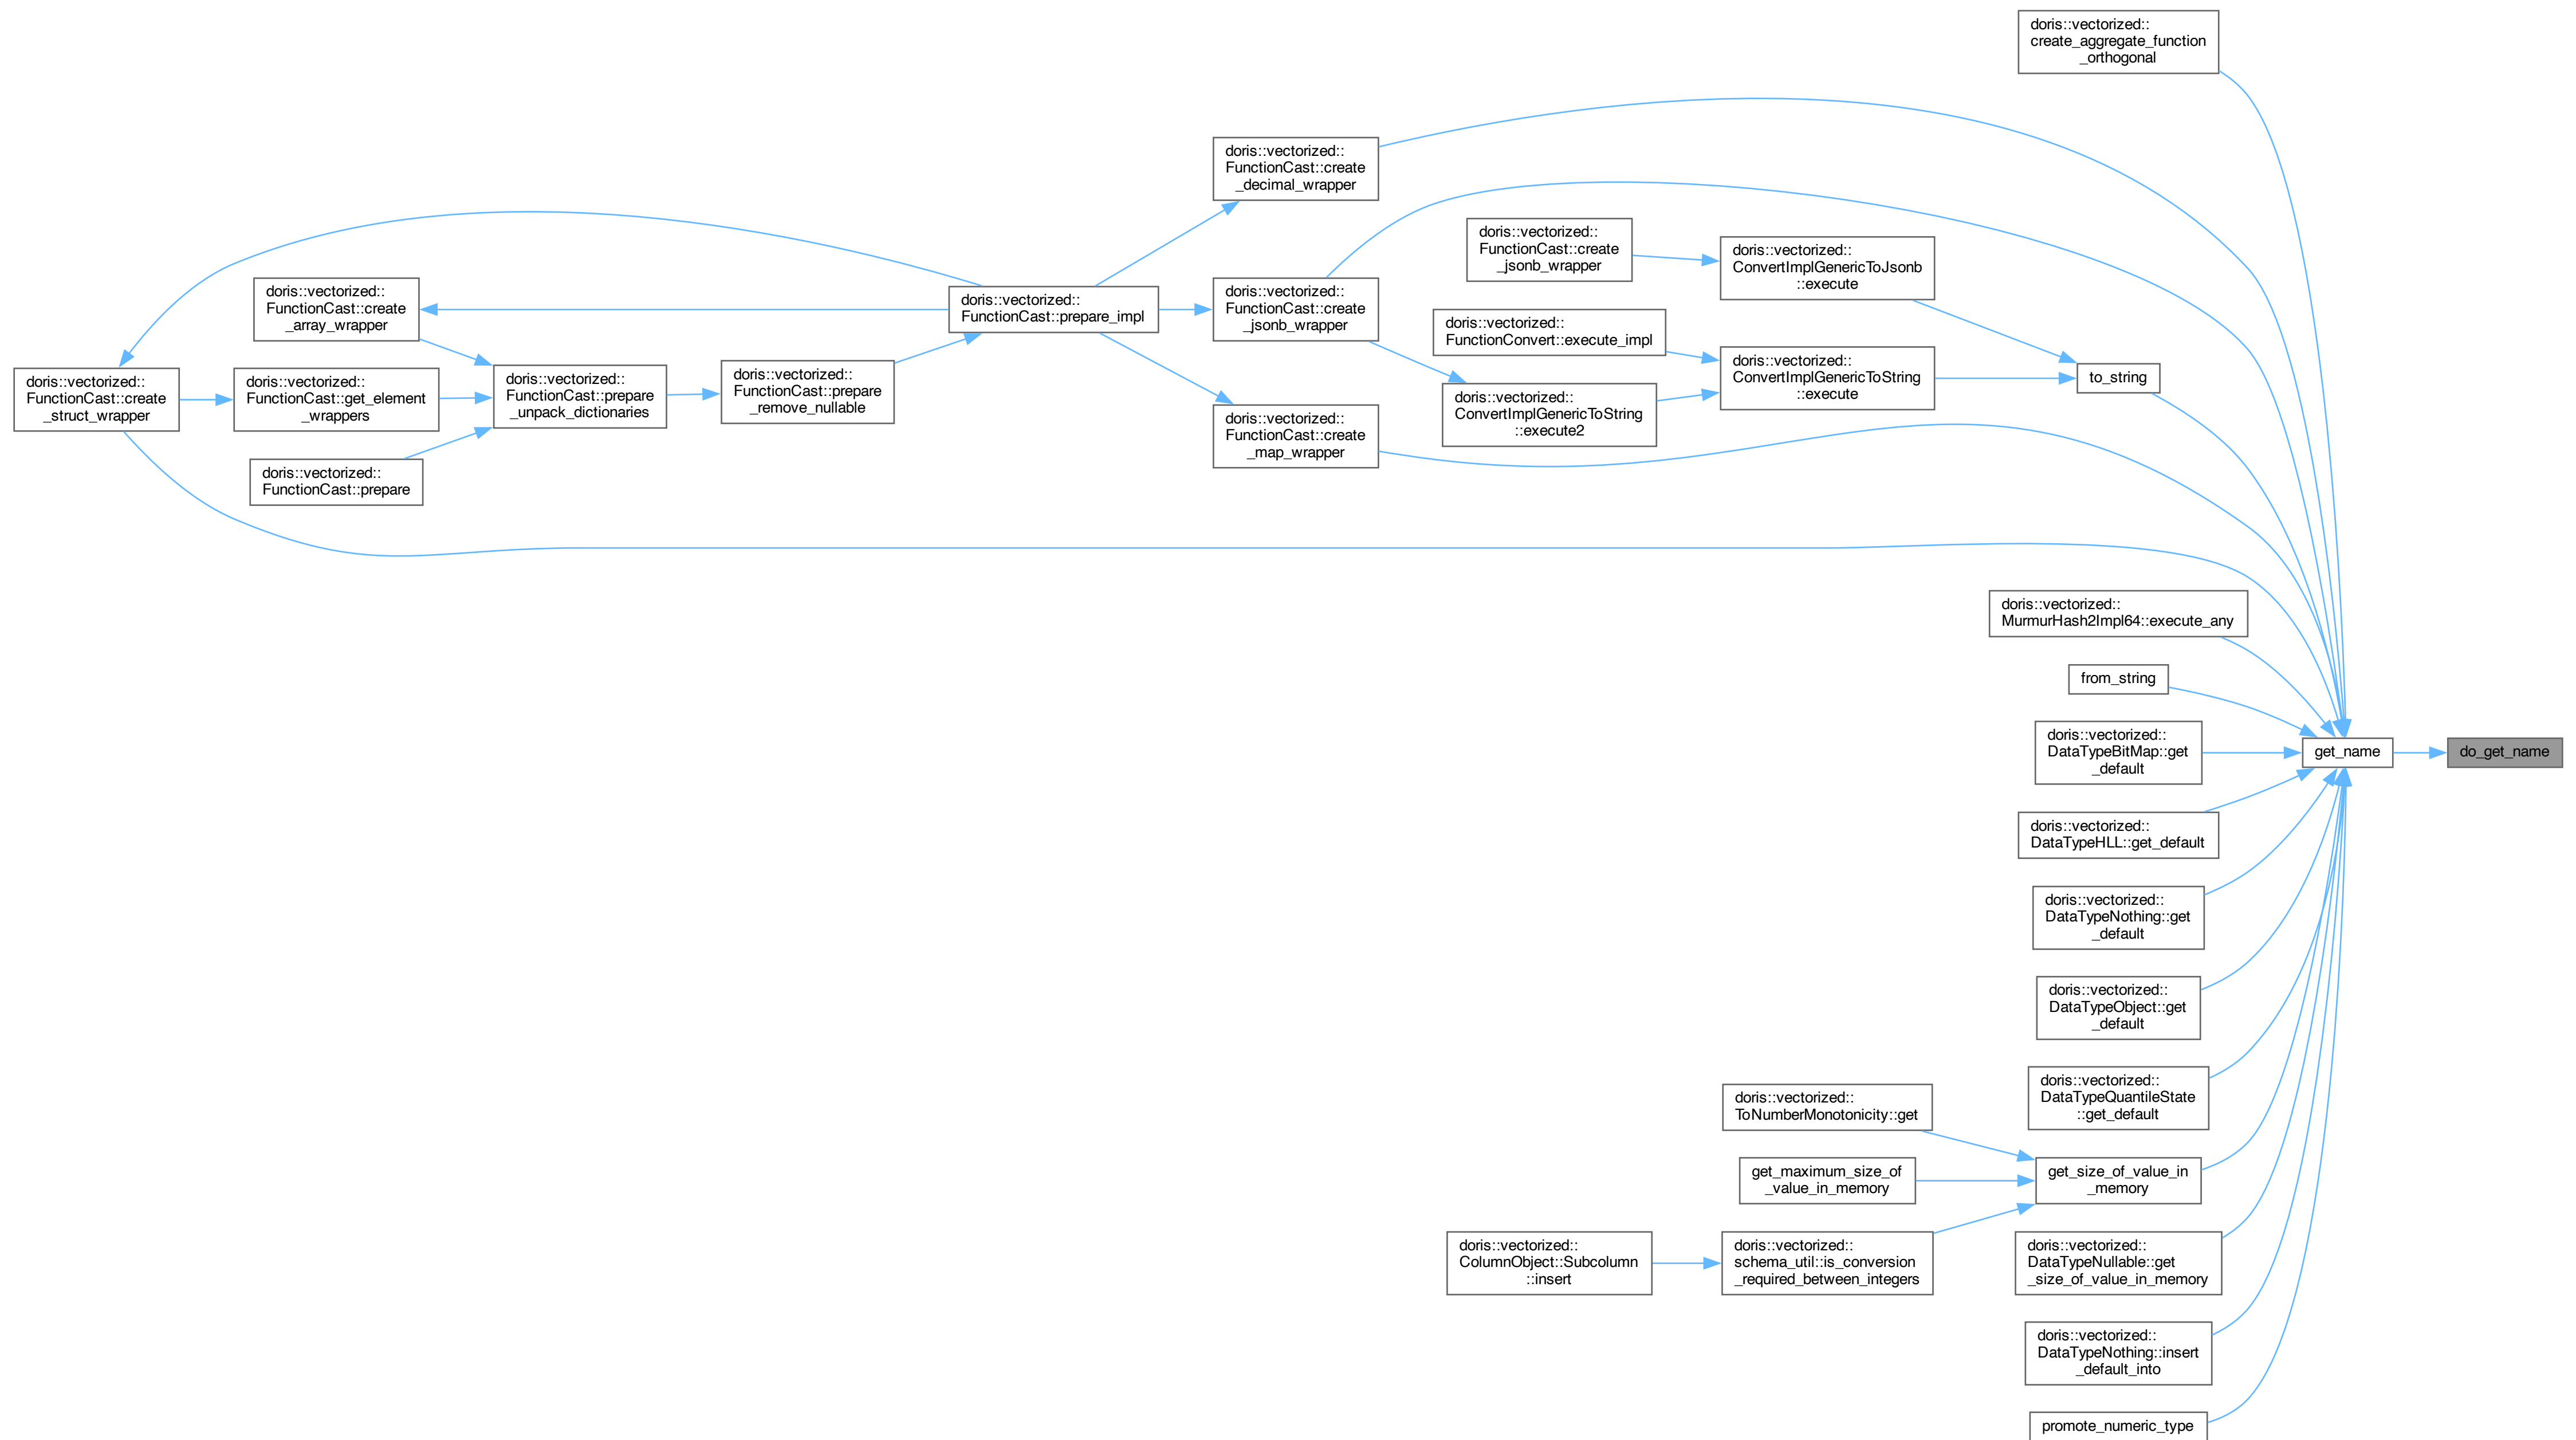 doris::vectorized::
create_aggregate_function
_orthogonal
doris::vectorized::
FunctionCast::create
_decimal_wrapper
doris::vectorized::
FunctionCast::create
_jsonb_wrapper
doris::vectorized::
ConvertImplGenericToJsonb
::execute
doris::vectorized::
FunctionCast::create
_array_wrapper
doris::vectorized::
FunctionCast::prepare_impl
doris::vectorized::
FunctionCast::create
_jsonb_wrapper
doris::vectorized::
FunctionConvert::execute_impl
doris::vectorized::
ConvertImplGenericToString
::execute
to_string
doris::vectorized::
FunctionCast::create
_struct_wrapper
doris::vectorized::
FunctionCast::get_element
_wrappers
doris::vectorized::
FunctionCast::prepare
_unpack_dictionaries
doris::vectorized::
FunctionCast::prepare
_remove_nullable
doris::vectorized::
ConvertImplGenericToString
::execute2
doris::vectorized::
FunctionCast::create
_map_wrapper
doris::vectorized::
FunctionCast::prepare
doris::vectorized::
MurmurHash2Impl64::execute_any
from_string
doris::vectorized::
DataTypeBitMap::get
_default
get_name
do_get_name
doris::vectorized::
DataTypeHLL::get_default
doris::vectorized::
DataTypeNothing::get
_default
doris::vectorized::
DataTypeObject::get
_default
doris::vectorized::
DataTypeQuantileState
::get_default
doris::vectorized::
ToNumberMonotonicity::get
get_maximum_size_of
_value_in_memory
get_size_of_value_in
_memory
doris::vectorized::
ColumnObject::Subcolumn
::insert
doris::vectorized::
schema_util::is_conversion
_required_between_integers
doris::vectorized::
DataTypeNullable::get
_size_of_value_in_memory
doris::vectorized::
DataTypeNothing::insert
_default_into
promote_numeric_type